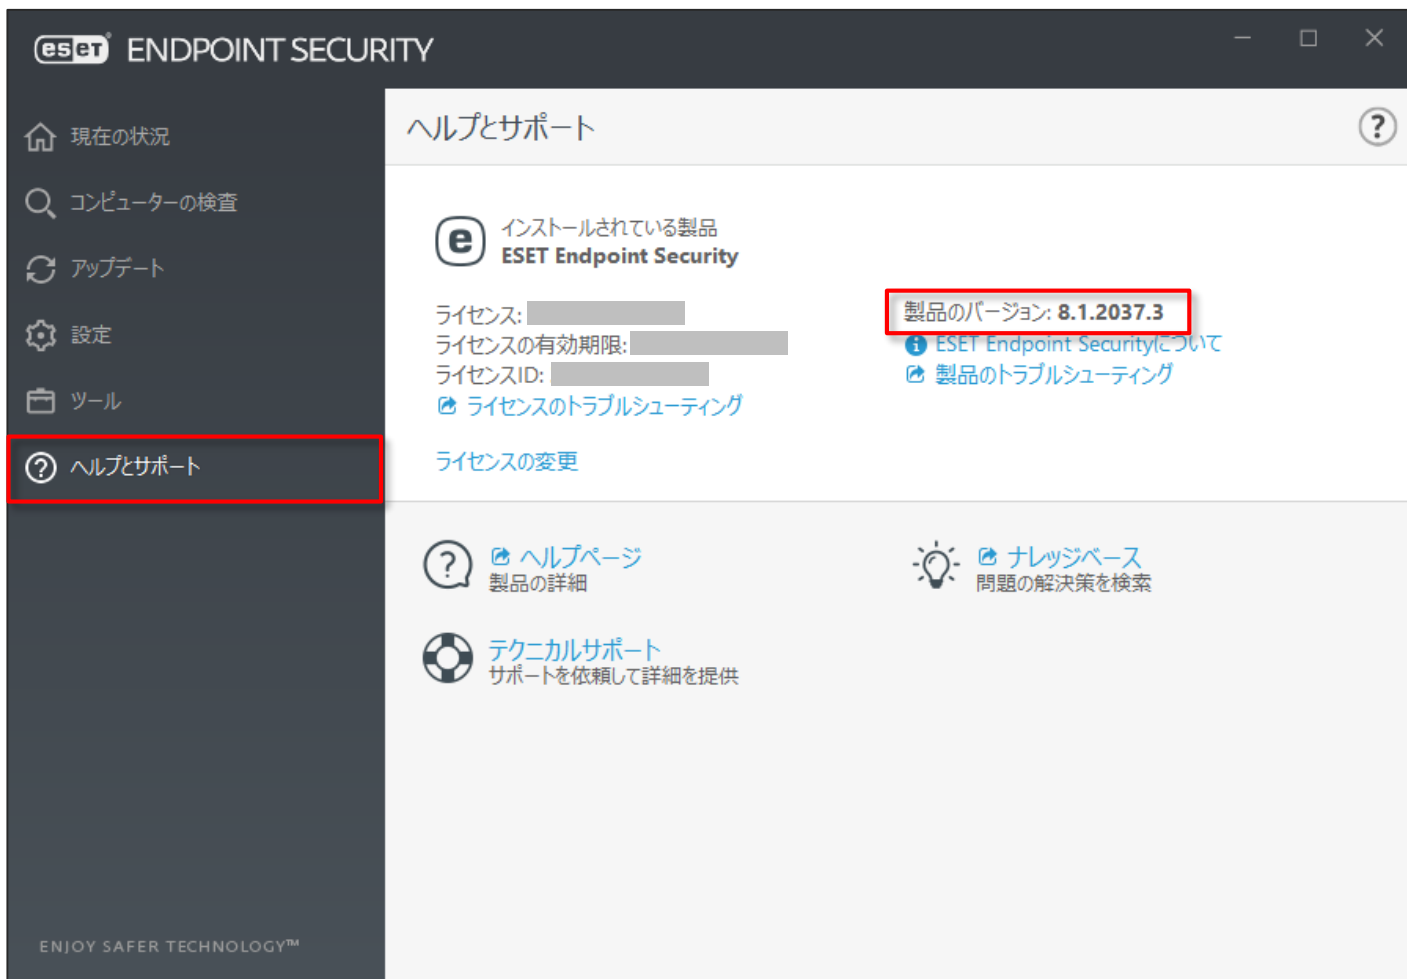 eset ENDPOINT SECURITY
現在の状況
コンピューターの検査
アップデート
設定
ツール
ヘルプとサポート
ENJOY SAFER TECHNOLOGY™
ヘルプとサポート
?
e
インストールされている製品
ESET Endpoint Security
ライセンス:
ライセンスの有効期限:
ライセンスID:
ライセンスのトラブルシューティング
ライセンスの変更
製品のバージョン: 8.1.2037.3
ESET Endpoint Securityについて
製品のトラブルシューティング
ヘルプページ
製品の詳細
ナレッジベース
問題の解決策を検索
テクニカルサポート
サポートを依頼して詳細を提供